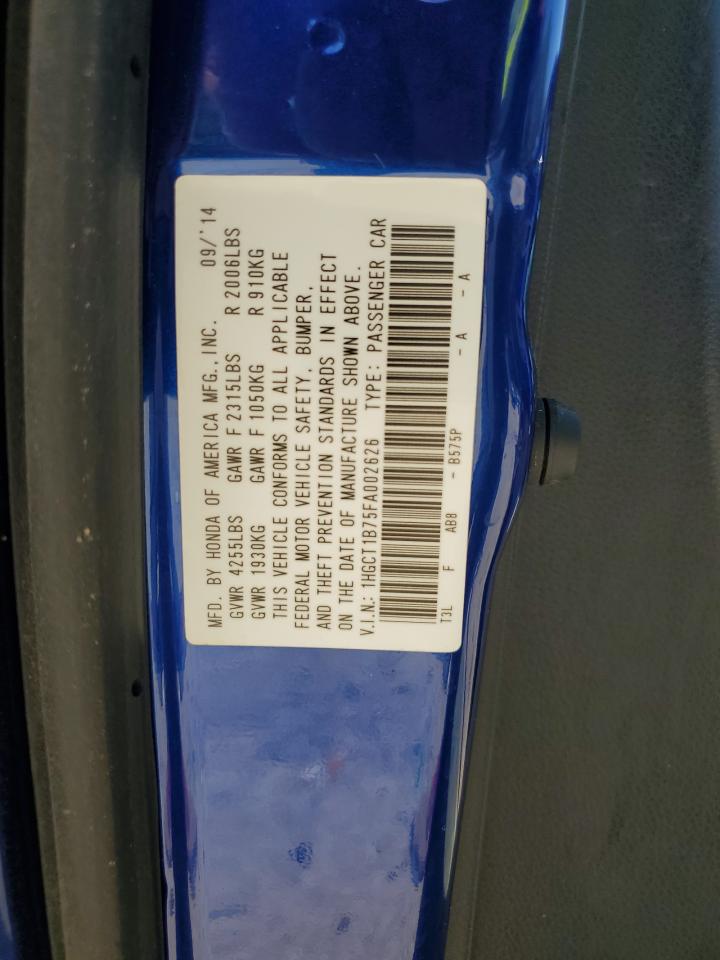 MFD. BY HONDA OF AMERICA MFG.,INC. 09/'14
GVWR 4255LBS GAWR F 2315LBS R 2006LBS
GVWR 1930KG GAWR F 1050KG R 910KG
THIS VEHICLE CONFORMS TO ALL APPLICABLE
FEDERAL MOTOR VEHICLE SAFETY, BUMPER,
AND THEFT PREVENTION STANDARDS IN EFFECT
ON THE DATE OF MANUFACTURE SHOWN ABOVE.
V.I.N.: 1HGCT1B75FA002626 TYPE: PASSENGER CAR
T3L F AB8 - B575P - A - A